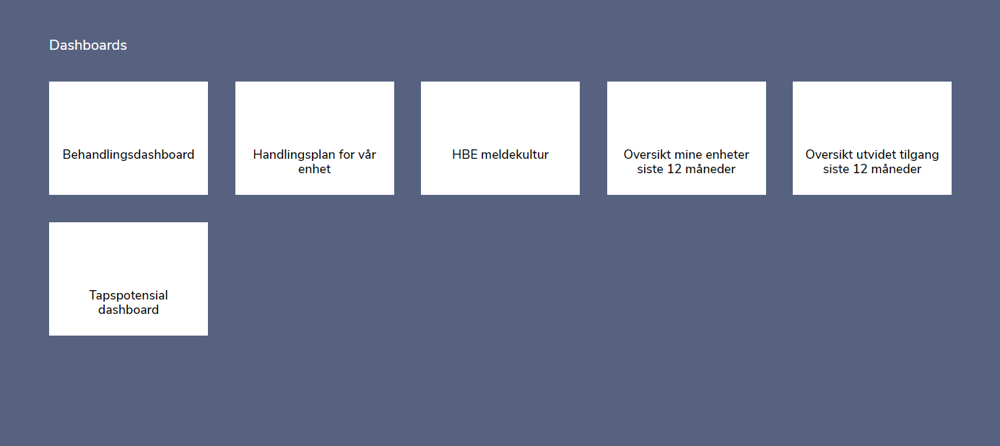 Dashboards
Behandlingsdashboard
Handlingsplan for vår
enhet
HBE meldekultur
Oversikt mine enheter
siste 12 måneder
Oversikt utvidet tilgang
siste 12 måneder
Tapspotensial
dashboard